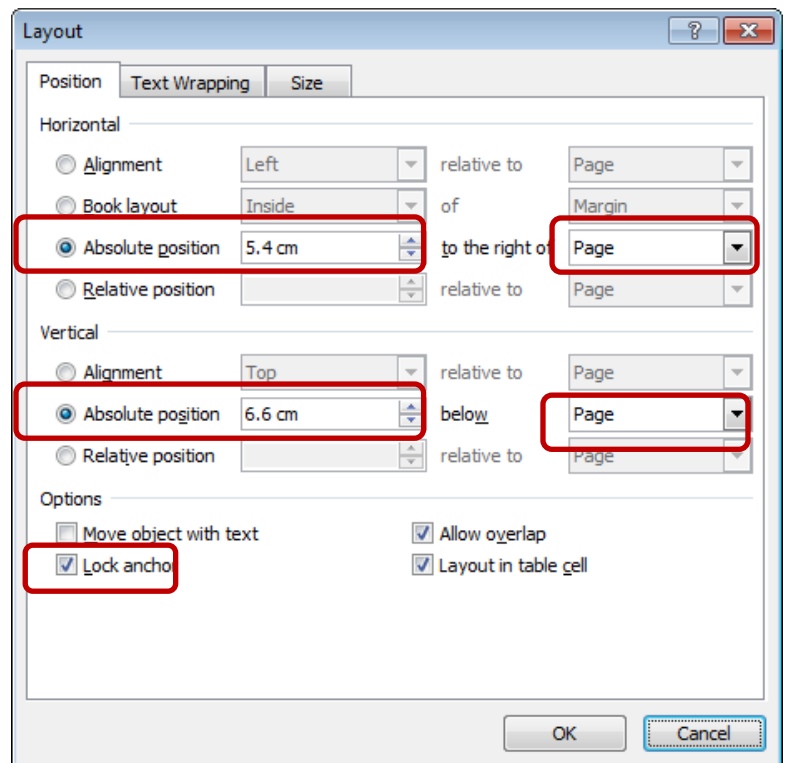 Layout
Position Text Wrapping Size
Horizontal
Alignment Left relative to Page
Book layout Inside of Margin
Absolute position 5.4 cm to the right of Page
Relative position relative to Page
Vertical
Alignment Top relative to Page
Absolute position 6.6 cm below Page
Relative position relative to Page
Options
Move object with text Allow overlap
Lock anchor Layout in table cell
OK Cancel